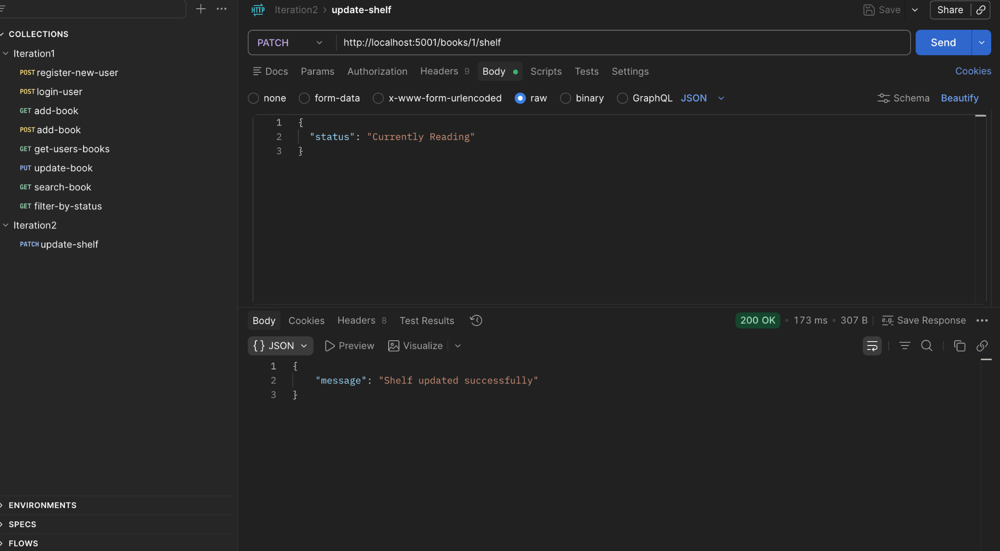 HTTP Iteration2 > update-shelf
Save
Share
COLLECTIONS
Iteration1
POST register-new-user
POST login-user
GET add-book
POST add-book
GET get-users-books
PUT update-book
GET search-book
GET filter-by-status
Iteration2
PATCH update-shelf
ENVIRONMENTS
SPECS
FLOWS
PATCH http://localhost:5001/books/1/shelf
Send
Docs Params Authorization Headers 9 Body Scripts Tests Settings Cookies
none form-data x-www-form-urlencoded raw binary GraphQL JSON Schema Beautify
1 {
2 "status": "Currently Reading"
3 }
Body Cookies Headers 8 Test Results 200 OK • 173 ms • 307 B e.g. Save Response
{} JSON Preview Visualize
1 {
2 "message": "Shelf updated successfully"
3 }